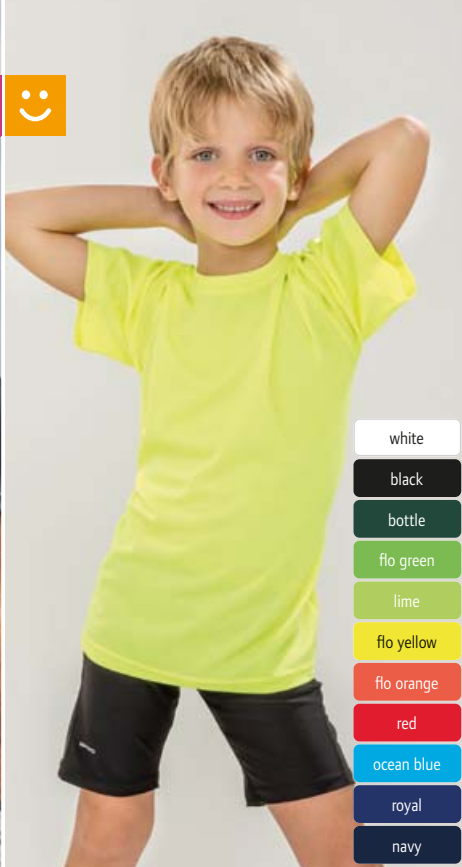 white
black
bottle
flo green
lime
flo yellow
flo orange
red
ocean blue
royal
navy